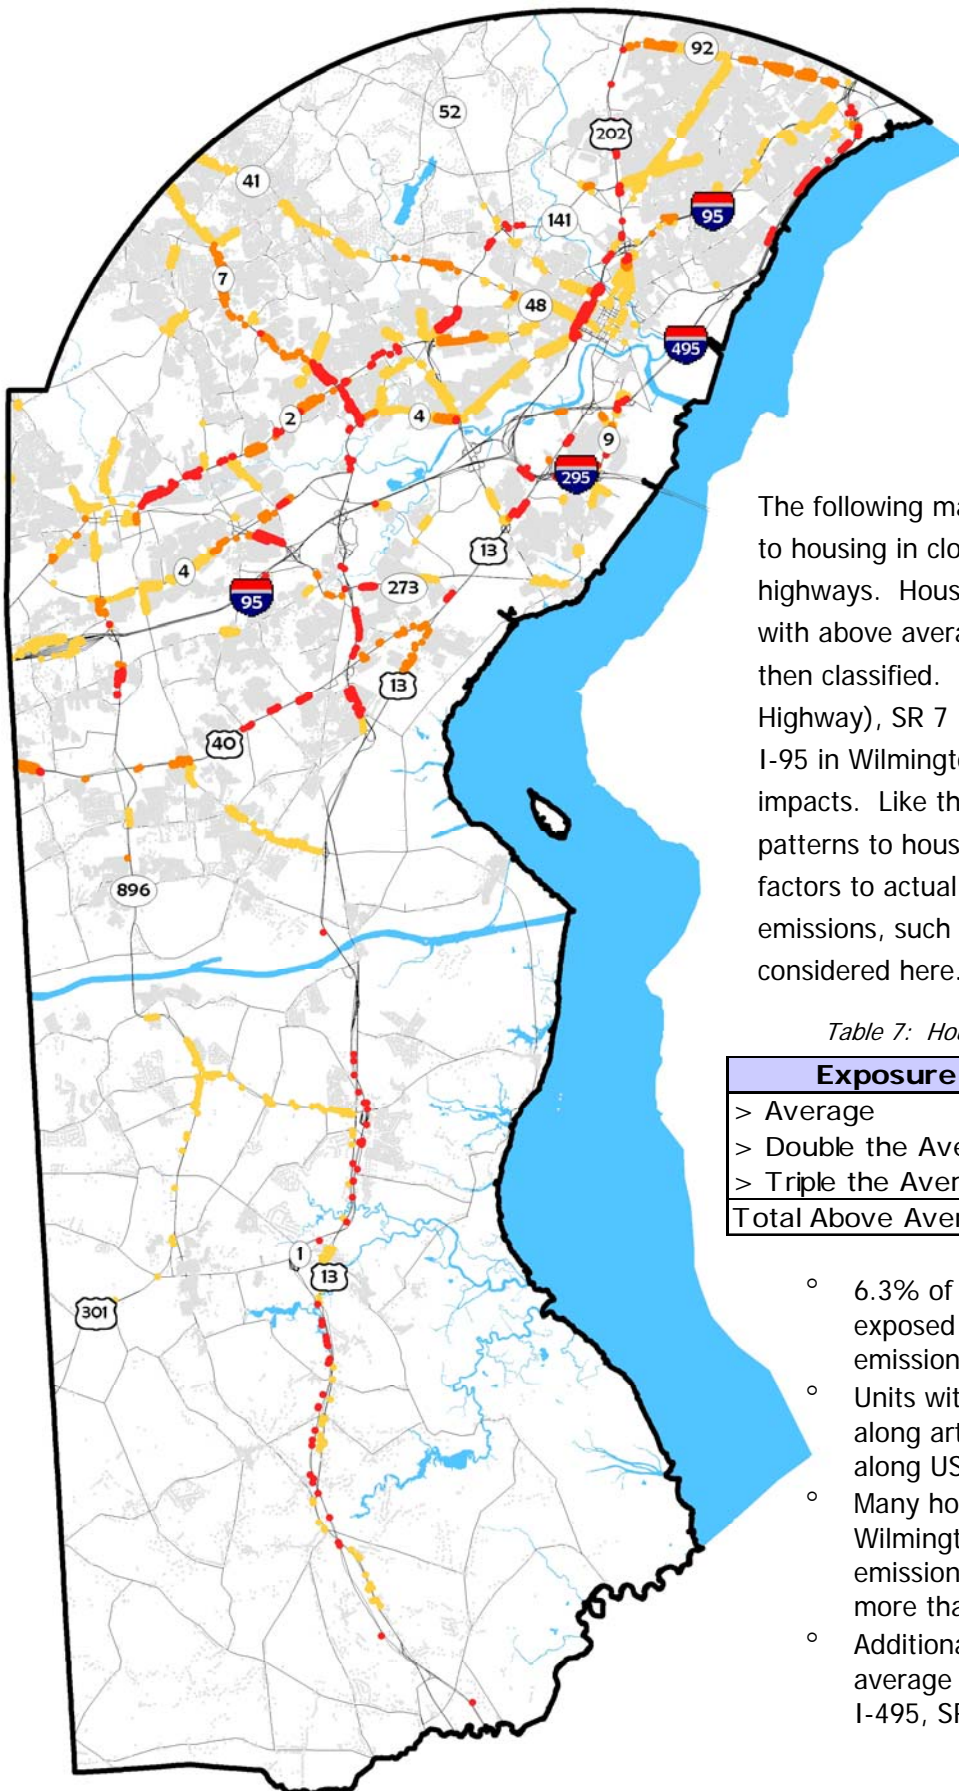 92
52
202
41
141
95
7
48
495
2
4
9
295
13
4
273
95
13
40
896
1
13
301
The following ma
to housing in clo
highways. Hous
with above avera
then classified.
Highway), SR 7
I-95 in Wilmingto
impacts. Like th
patterns to hous
factors to actual
emissions, such
considered here.
Table 7: Hou
Exposure
> Average
> Double the Ave
> Triple the Aver
Total Above Aver
° 6.3% of
exposed
emission
° Units wit
along art
along US
° Many ho
Wilmingt
emission
more tha
° Additiona
average
I-495, SR